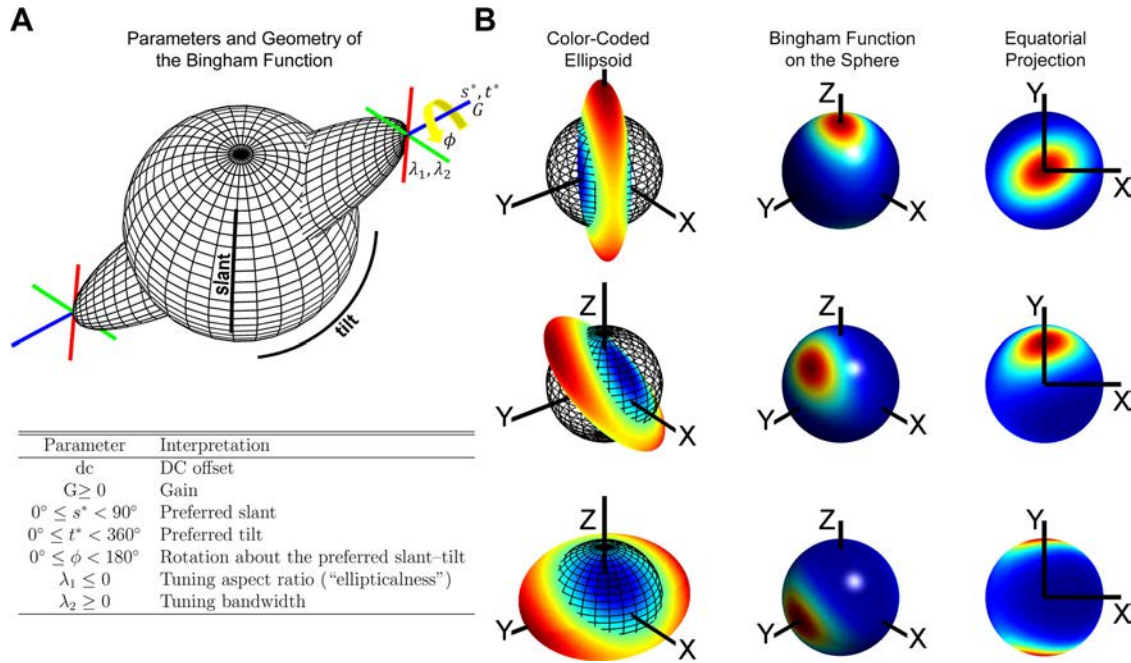 A
Parameters and Geometry of
the Bingham Function
s*, t*
G
ϕ
λ₁, λ₂
slant
tilt
Parameter Interpretation
dc DC offset
G≥ 0 Gain
0° ≤ s* < 90° Preferred slant
0° ≤ t* < 360° Preferred tilt
0° ≤ ϕ < 180° Rotation about the preferred slant–tilt
λ₁ ≤ 0 Tuning aspect ratio (“ellipticalness”)
λ₂ ≥ 0 Tuning bandwidth
B
Color-Coded
Ellipsoid
Bingham Function
on the Sphere
Equatorial
Projection
Y X
Z
Y X
Y
X
Z
Y X
Z
Y X
Y
X
Z
Y X
Z
Y X
Y
X